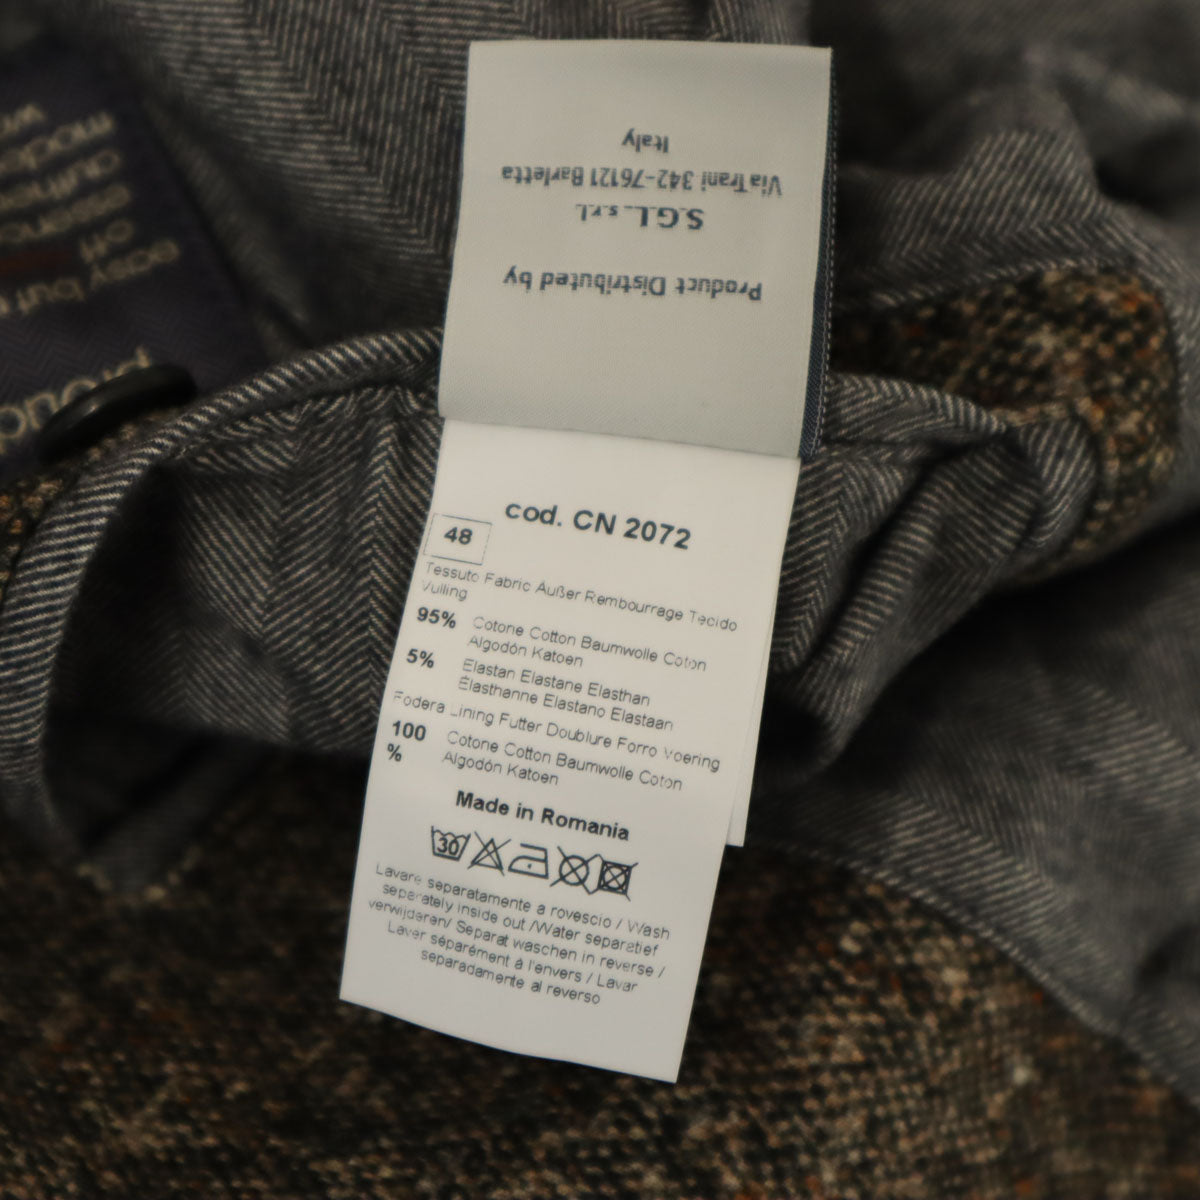 Product Distributed by
S.G.L. s.r.l.
Via Trani 342-76121 Barletta
Italy
cod. CN 2072
48
Tessuto Fabric Außer Rembourrage Tecido
Vulling
95% Cotone Cotton Baumwolle Coton
Algodón Katoen
5% Elastan Elastane Elasthan
Élasthanne Elastano Elastaan
Fodera Lining Futter Doublure Forro Voering
100 Cotone Cotton Baumwolle Coton
% Algodón Katoen
Made in Romania
30
Lavare separatamente a rovescio / Wash
separately inside out /Water separatief
verwijderen/ Separat waschen in reverse /
Laver séparément à l'envers / Lavar
separadamente al reverso
off